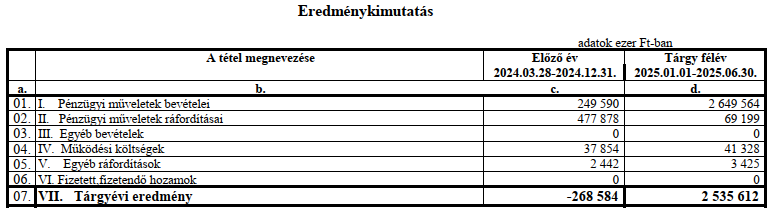 Eredménykimutatás
adatok ezer Ft-ban
A tétel megnevezése Előző év Tárgy félév
2024.03.28-2024.12.31. 2025.01.01-2025.06.30.
a. b. c. d.
01. I. Pénzügyi műveletek bevételei 249 590 2 649 564
02. II. Pénzügyi műveletek ráfordításai 477 878 69 199
03. III. Egyéb bevételek 0 0
04. IV. Működési költségek 37 854 41 328
05. V. Egyéb ráfordítások 2 442 3 425
06. VI. Fizetett,fizetendő hozamok 0 0
07. VII. Tárgyévi eredmény -268 584 2 535 612